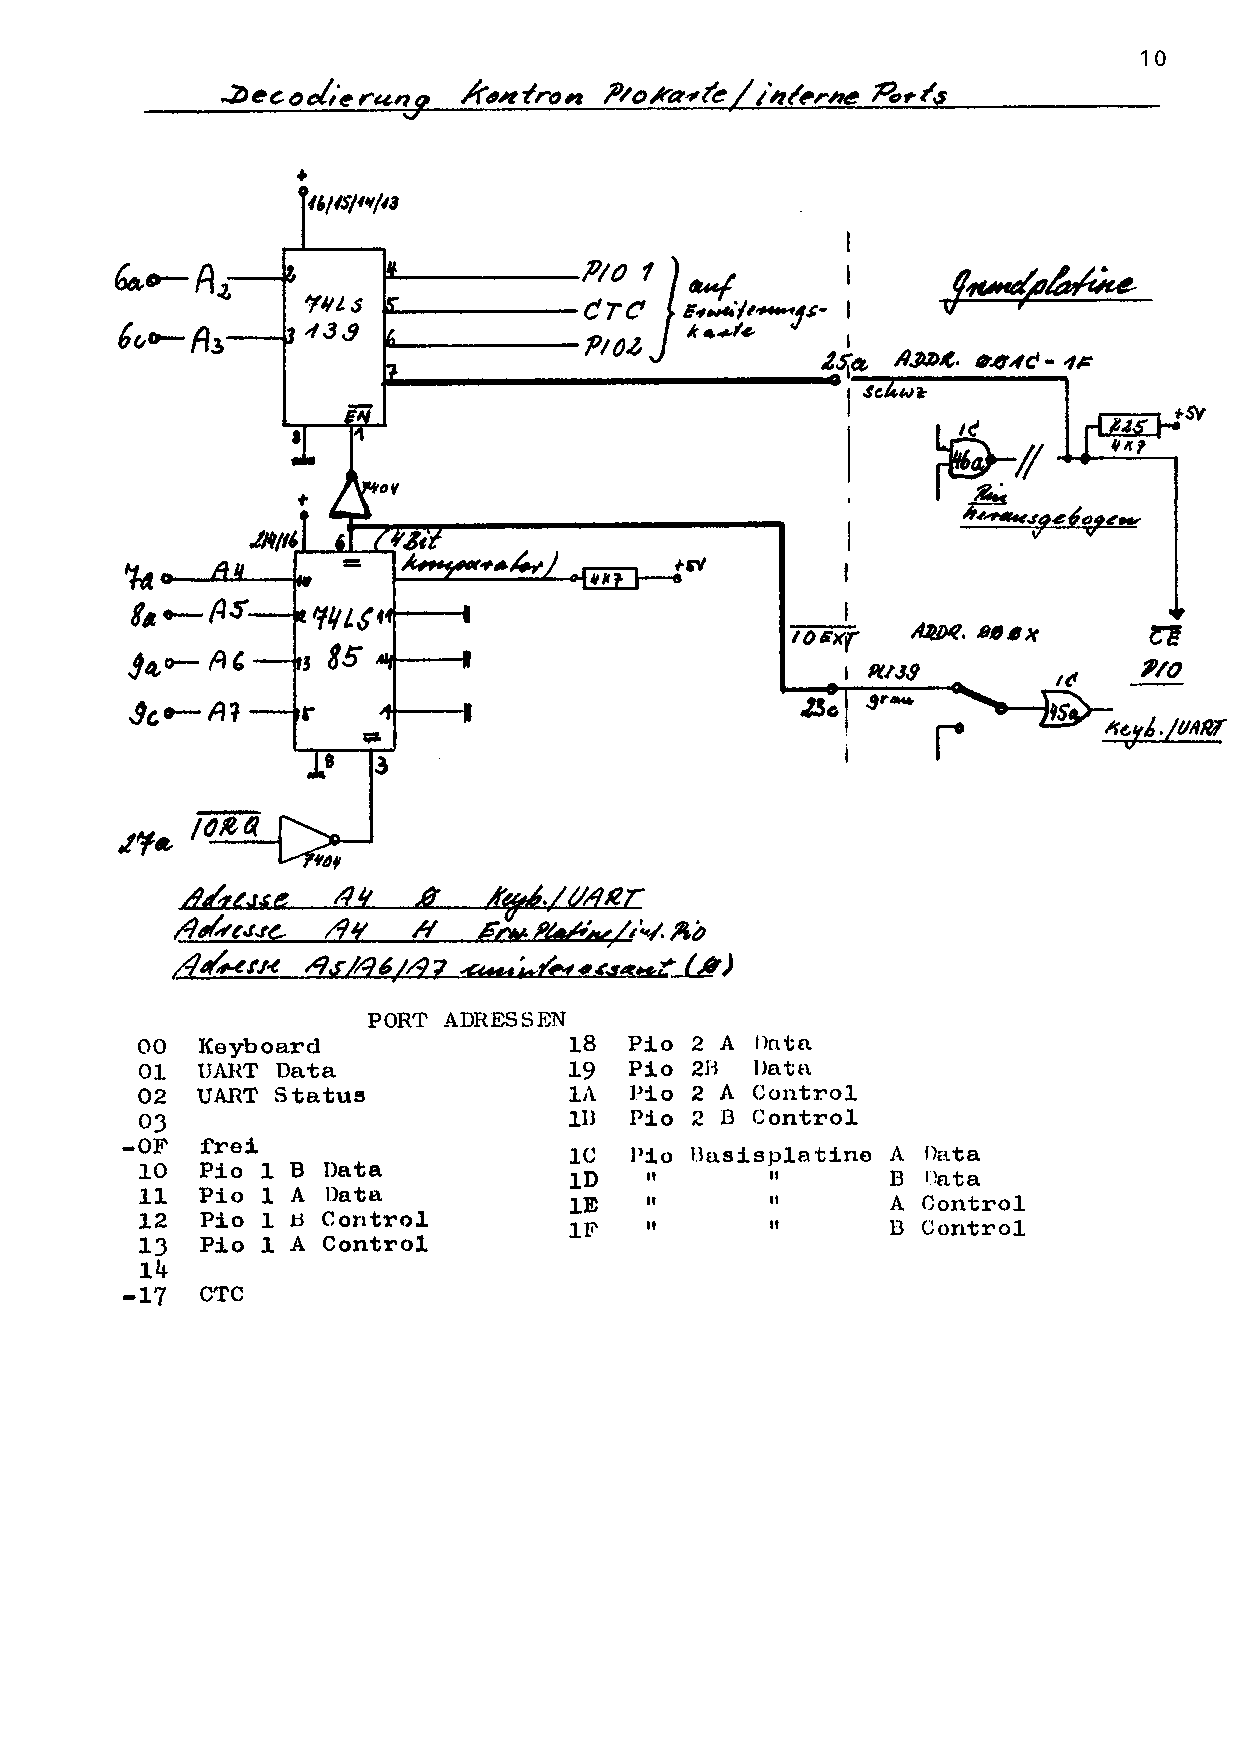 10
Decodierung Kontron PIOKarte/interne Ports
+
16/15/14/13
6a A2 2 4 PIO 1
74LS 139
5 CTC
6c A3 3 6 PIO2
auf Erweiterungs-karte
7
EN
8 1
Grundplatine
25a ADDR. 001C-1F
schwz
IC 46a
R25 +5V
4K7
Pin herausgebogen
7404
+
2/4/16 6 (4Bit Komparator)
=
7a A4 10 4K7 +5V
8a A5 12 74LS 11
9a A6 13 85 14
9c A7 15 1
=
8 3
IOEXT ADDR. 000X
CE
PIO
PU39
23c grau
IC 45a
Keyb./UART
27a IORQ
7404
Adresse A4 0 Keyb./UART
Adresse A4 H Erw.Platine/int. Pio
Adresse A5/A6/A7 uninteressant (0)
PORT ADRESSEN
00 Keyboard
01 UART Data
02 UART Status
03
-0F frei
10 Pio 1 B Data
11 Pio 1 A Data
12 Pio 1 B Control
13 Pio 1 A Control
14
-17 CTC
18 Pio 2 A Data
19 Pio 2B Data
1A Pio 2 A Control
1B Pio 2 B Control
1C Pio Basisplatine A Data
1D " " B Data
1E " " A Control
1F " " B Control